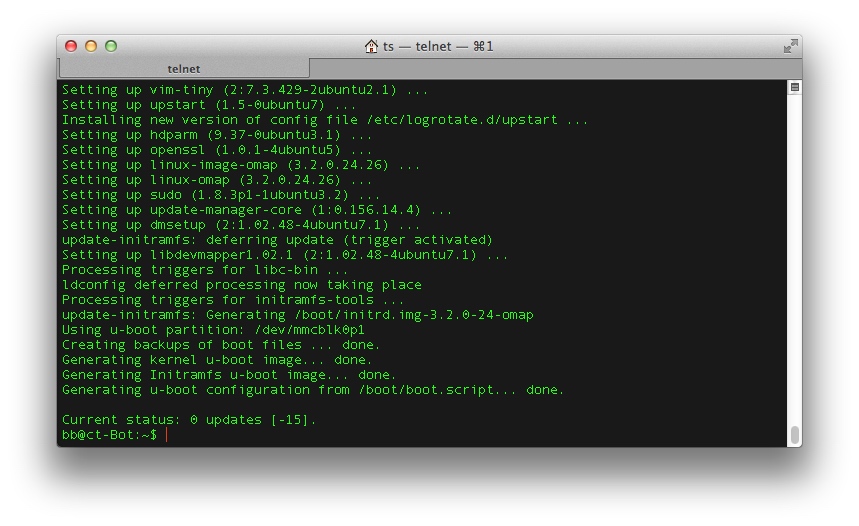 ts — telnet — ⌘1
telnet
Setting up vim-tiny (2:7.3.429-2ubuntu2.1) ...
Setting up upstart (1.5-0ubuntu7) ...
Installing new version of config file /etc/logrotate.d/upstart ...
Setting up hdparm (9.37-0ubuntu3.1) ...
Setting up openssl (1.0.1-4ubuntu5) ...
Setting up linux-image-omap (3.2.0.24.26) ...
Setting up linux-omap (3.2.0.24.26) ...
Setting up sudo (1.8.3p1-1ubuntu3.2) ...
Setting up update-manager-core (1:0.156.14.4) ...
Setting up dmsetup (2:1.02.48-4ubuntu7.1) ...
update-initramfs: deferring update (trigger activated)
Setting up libdevmapper1.02.1 (2:1.02.48-4ubuntu7.1) ...
Processing triggers for libc-bin ...
ldconfig deferred processing now taking place
Processing triggers for initramfs-tools ...
update-initramfs: Generating /boot/initrd.img-3.2.0-24-omap
Using u-boot partition: /dev/mmcblk0p1
Creating backups of boot files ... done.
Generating kernel u-boot image... done.
Generating Initramfs u-boot image... done.
Generating u-boot configuration from /boot/boot.script... done.
Current status: 0 updates [-15].
bb@ct-Bot:~$